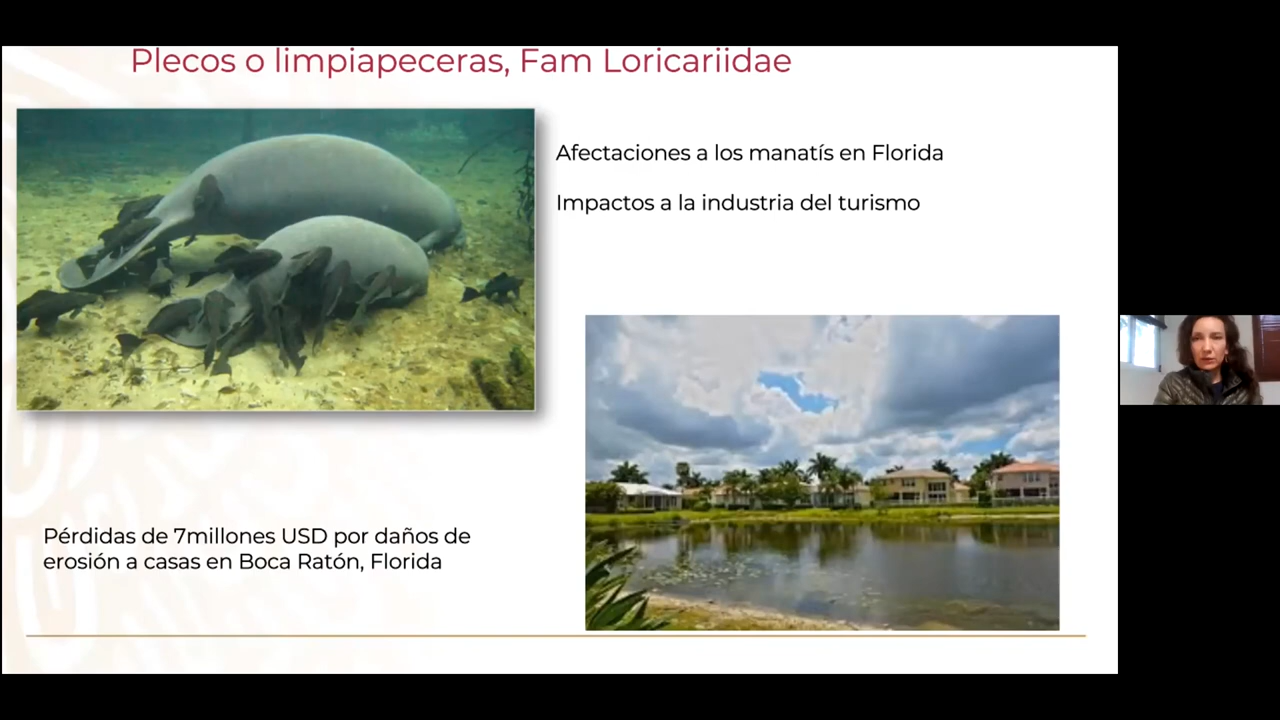 Plecos o limpiapeceras, Fam Loricariidae
Afectaciones a los manatís en Florida
Impactos a la industria del turismo
Pérdidas de 7millones USD por daños de
erosión a casas en Boca Ratón, Florida